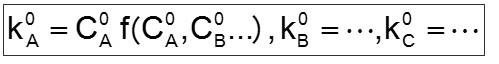 k⁰_A = C⁰_A f(C⁰_A,C⁰_B...) , k⁰_B = ⋯,k⁰_C = ⋯